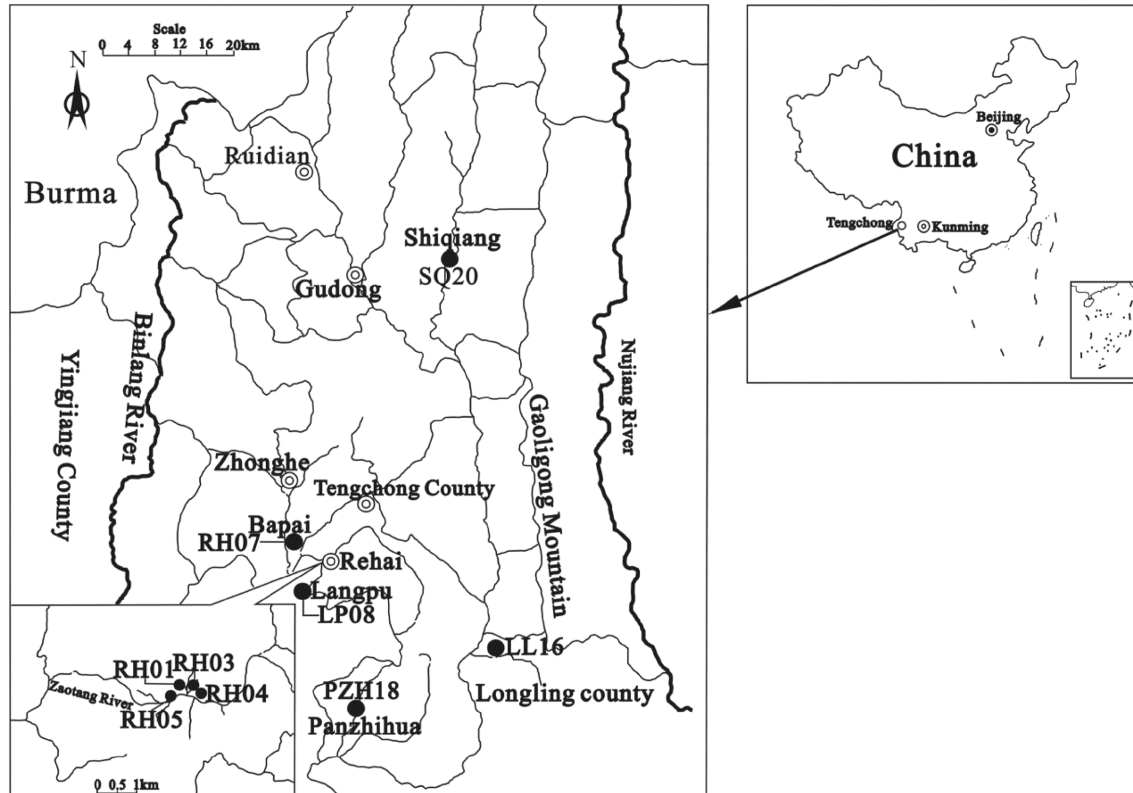 Scale
0 4 8 12 16 20km
N
Ruidian
Burma
Shiqiang
SQ20
Gudong
Binlang River
Yingjiang County
Nujiang River
Gaoligong Mountain
Zhonghe
Tengchong County
Bapai
RH07
Rehai
Langpu
LP08
LL16
Longling county
PZH18
Panzhihua
RH03
RH01
RH04
Zaotang River
RH05
0 0.5 1km
Beijing
China
Tengchong
Kunming